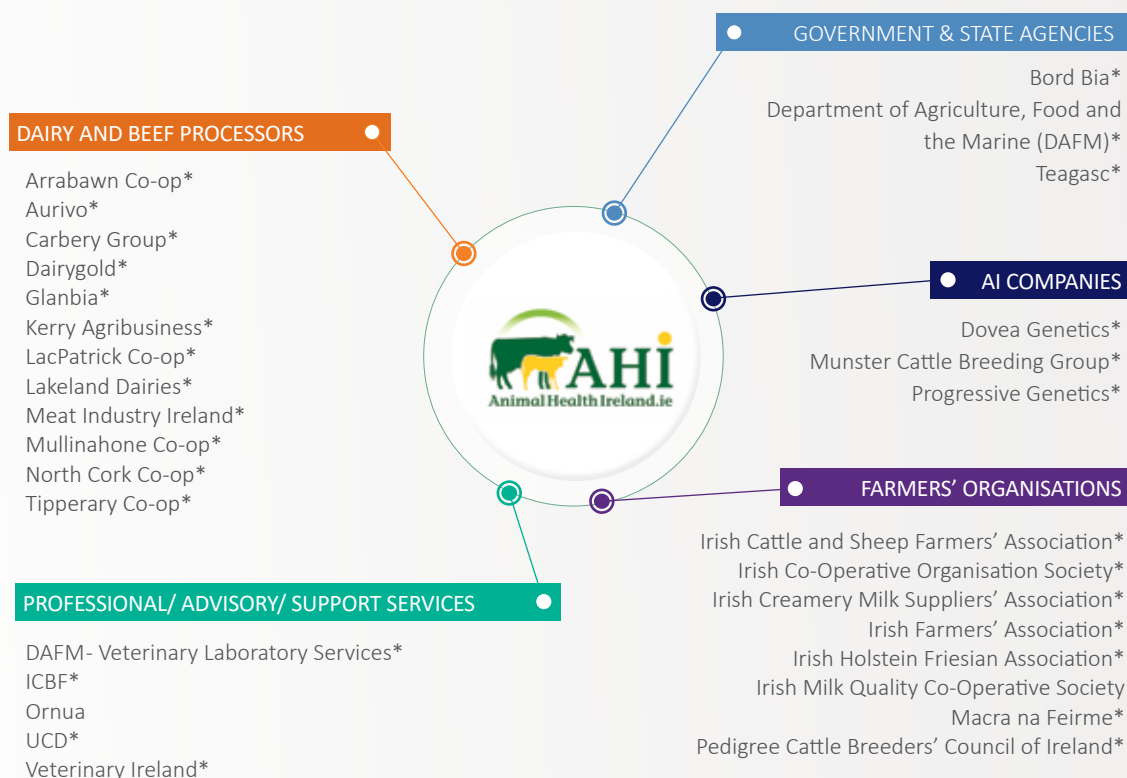 GOVERNMENT & STATE AGENCIES
Bord Bia*
Department of Agriculture, Food and
the Marine (DAFM)*
Teagasc*
DAIRY AND BEEF PROCESSORS
Arrabawn Co-op*
Aurivo*
Carbery Group*
Dairygold*
Glanbia*
Kerry Agribusiness*
LacPatrick Co-op*
Lakeland Dairies*
Meat Industry Ireland*
Mullinahone Co-op*
North Cork Co-op*
Tipperary Co-op*
AHI
AnimalHealthIreland.ie
AI COMPANIES
Dovea Genetics*
Munster Cattle Breeding Group*
Progressive Genetics*
FARMERS’ ORGANISATIONS
Irish Cattle and Sheep Farmers’ Association*
Irish Co-Operative Organisation Society*
Irish Creamery Milk Suppliers’ Association*
Irish Farmers’ Association*
Irish Holstein Friesian Association*
Irish Milk Quality Co-Operative Society
Macra na Feirme*
Pedigree Cattle Breeders’ Council of Ireland*
PROFESSIONAL/ ADVISORY/ SUPPORT SERVICES
DAFM- Veterinary Laboratory Services*
ICBF*
Ornua
UCD*
Veterinary Ireland*